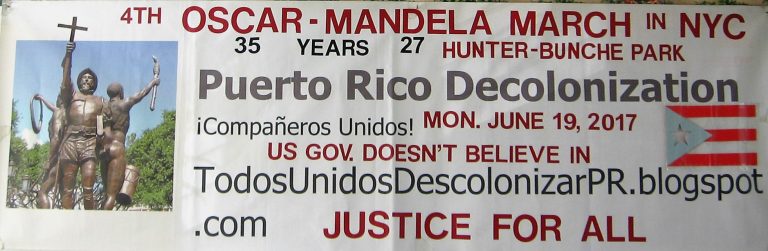 4TH OSCAR - MANDELA MARCH IN NYC
35 YEARS 27 HUNTER-BUNCHE PARK
Puerto Rico Decolonization
¡Compañeros Unidos! MON. JUNE 19, 2017
US GOV. DOESN'T BELIEVE IN
TodosUnidosDescolonizarPR.blogspot
.com JUSTICE FOR ALL